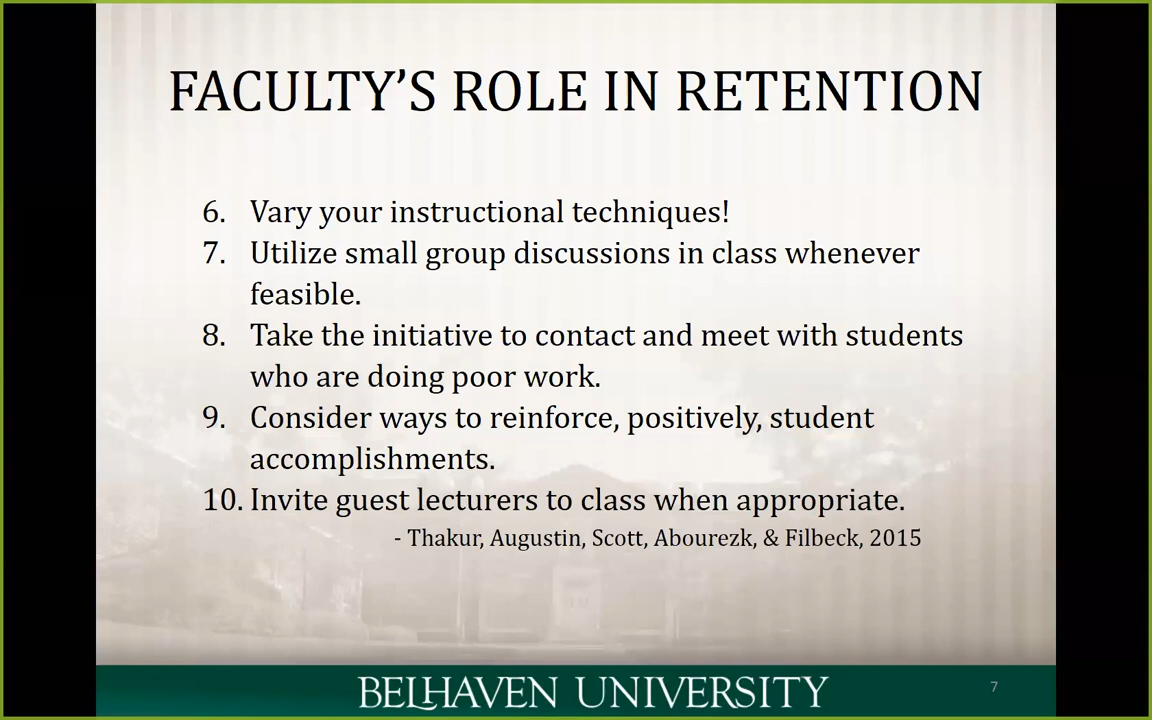 FACULTY’S ROLE IN RETENTION
6. Vary your instructional techniques!
7. Utilize small group discussions in class whenever
feasible.
8. Take the initiative to contact and meet with students
who are doing poor work.
9. Consider ways to reinforce, positively, student
accomplishments.
10. Invite guest lecturers to class when appropriate.
- Thakur, Augustin, Scott, Abourezk, & Filbeck, 2015
BELHAVEN UNIVERSITY
7